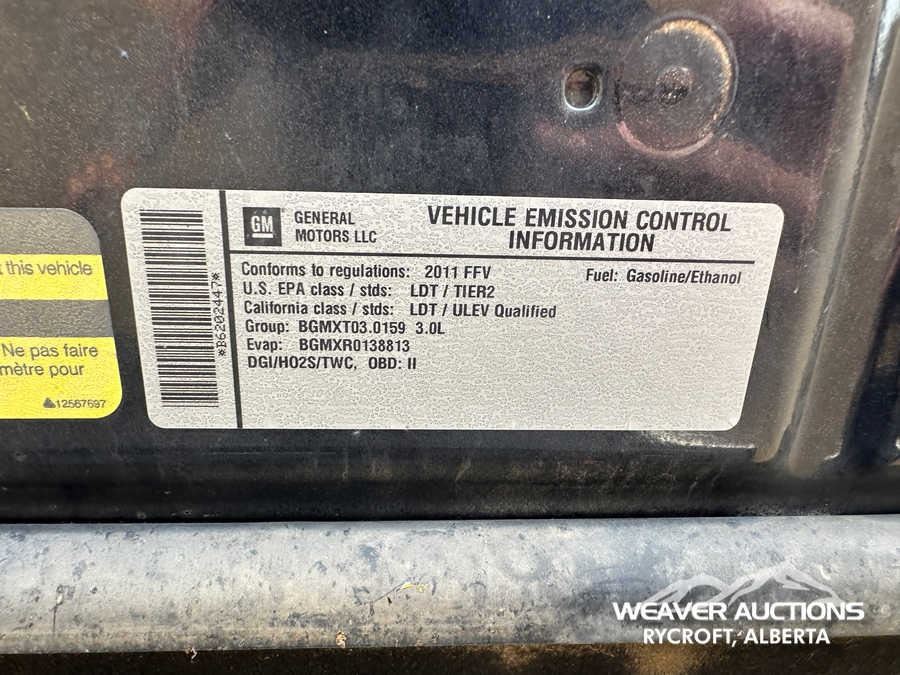 t this vehicle
Ne pas faire
mètre pour
12567697
*B6202447*
GM
GENERAL
MOTORS LLC
VEHICLE EMISSION CONTROL
INFORMATION
Conforms to regulations: 2011 FFV
Fuel: Gasoline/Ethanol
U.S. EPA class / stds: LDT / TIER2
California class / stds: LDT / ULEV Qualified
Group: BGMXT03.0159 3.0L
Evap: BGMXR0138813
DGI/HO2S/TWC, OBD: II
WEAVER AUCTIONS
RYCROFT, ALBERTA